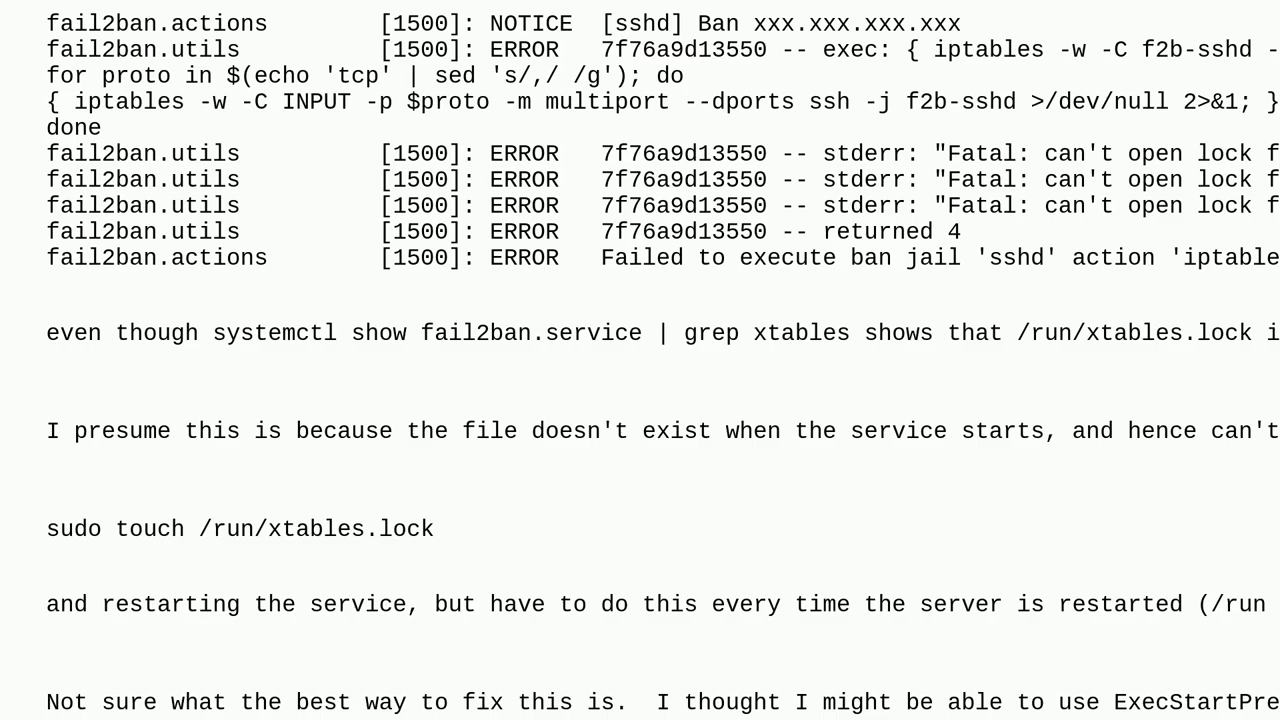 fail2ban.actions        [1500]: NOTICE  [sshd] Ban xxx.xxx.xxx.xxx
fail2ban.utils          [1500]: ERROR   7f76a9d13550 -- exec: { iptables -w -C f2b-sshd -
for proto in $(echo 'tcp' | sed 's/,/ /g'); do
{ iptables -w -C INPUT -p $proto -m multiport --dports ssh -j f2b-sshd >/dev/null 2>&1; }
done
fail2ban.utils          [1500]: ERROR   7f76a9d13550 -- stderr: "Fatal: can't open lock f
fail2ban.utils          [1500]: ERROR   7f76a9d13550 -- stderr: "Fatal: can't open lock f
fail2ban.utils          [1500]: ERROR   7f76a9d13550 -- stderr: "Fatal: can't open lock f
fail2ban.utils          [1500]: ERROR   7f76a9d13550 -- returned 4
fail2ban.actions        [1500]: ERROR   Failed to execute ban jail 'sshd' action 'iptable
even though systemctl show fail2ban.service | grep xtables shows that /run/xtables.lock i
I presume this is because the file doesn't exist when the service starts, and hence can't
sudo touch /run/xtables.lock
and restarting the service, but have to do this every time the server is restarted (/run
Not sure what the best way to fix this is.  I thought I might be able to use ExecStartPre